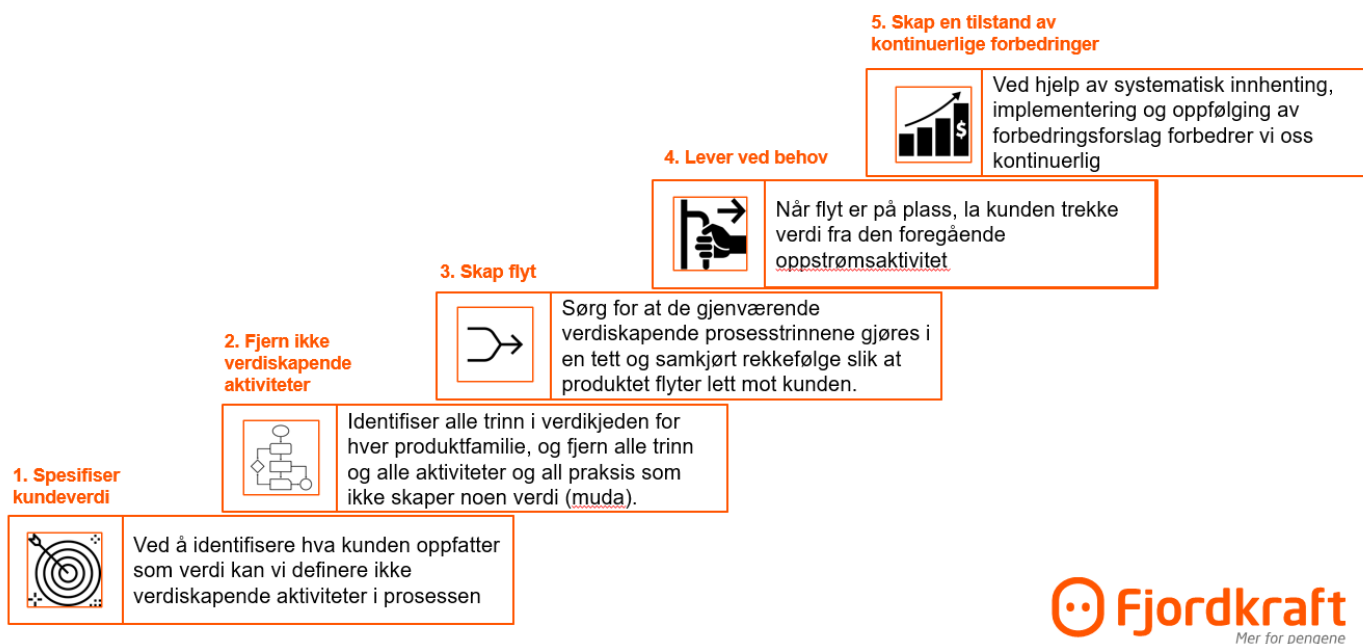 1. Spesifiser
kundeverdi
Ved å identifisere hva kunden oppfatter
som verdi kan vi definere ikke
verdiskapende aktiviteter i prosessen
2. Fjern ikke
verdiskapende
aktiviteter
Identifiser alle trinn i verdikjeden for
hver produktfamilie, og fjern alle trinn
og alle aktiviteter og all praksis som
ikke skaper noen verdi (muda).
3. Skap flyt
Sørg for at de gjenværende
verdiskapende prosesstrinnene gjøres i
en tett og samkjørt rekkefølge slik at
produktet flyter lett mot kunden.
4. Lever ved behov
Når flyt er på plass, la kunden trekke
verdi fra den foregående
oppstrømsaktivitet
5. Skap en tilstand av
kontinuerlige forbedringer
$
Ved hjelp av systematisk innhenting,
implementering og oppfølging av
forbedringsforslag forbedrer vi oss
kontinuerlig
Fjordkraft
Mer for pengene